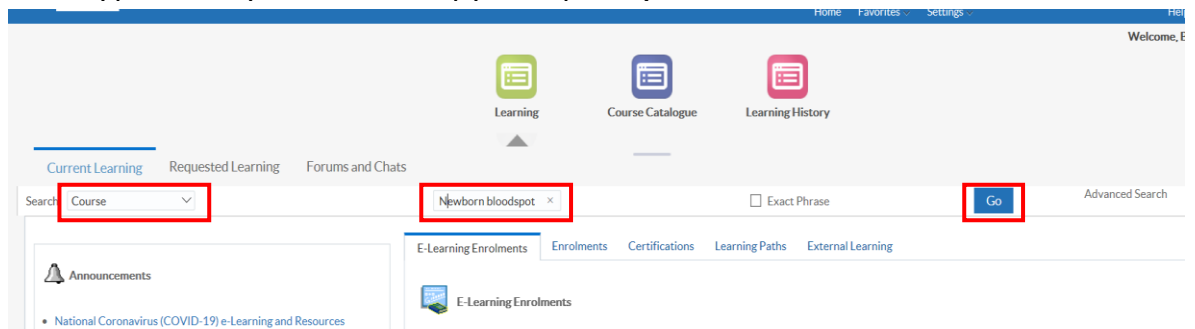 Home Favorites Settings Help
Welcome, E
Learning Course Catalogue Learning History
Current Learning Requested Learning Forums and Chats
Search Course Newborn bloodspot × Exact Phrase Go Advanced Search
E-Learning Enrolments Enrolments Certifications Learning Paths External Learning
Announcements
E-Learning Enrolments
• National Coronavirus (COVID-19) e-Learning and Resources